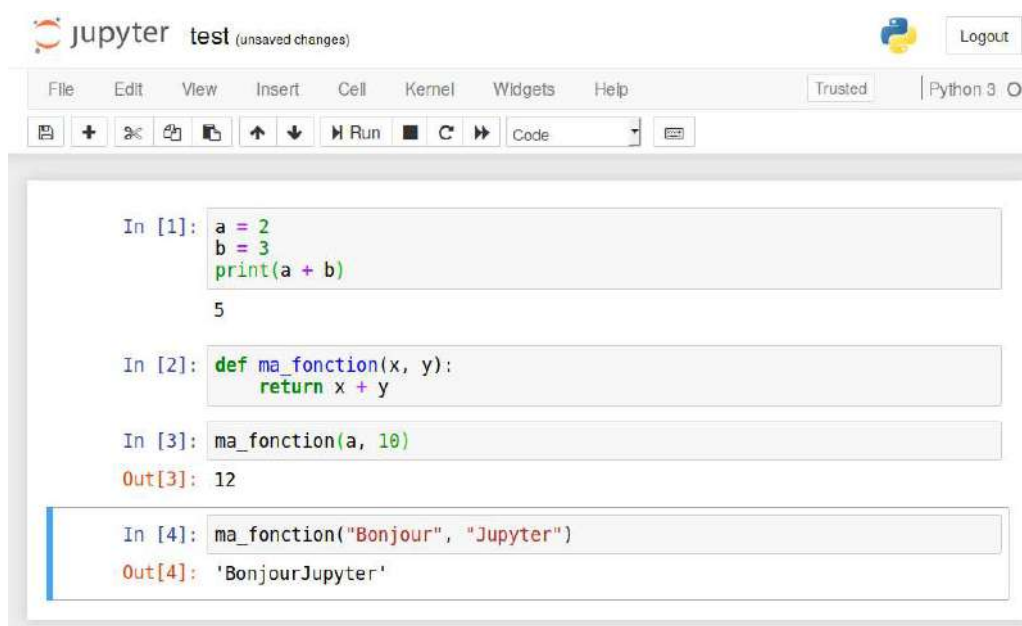 jupyter test (unsaved changes) Logout
File Edit View Insert Cell Kernel Widgets Help Trusted Python 3
Run Code
In [1]: a = 2
b = 3
print(a + b)
5
In [2]: def ma_fonction(x, y):
return x + y
In [3]: ma_fonction(a, 10)
Out[3]: 12
In [4]: ma_fonction("Bonjour", "Jupyter")
Out[4]: 'BonjourJupyter'